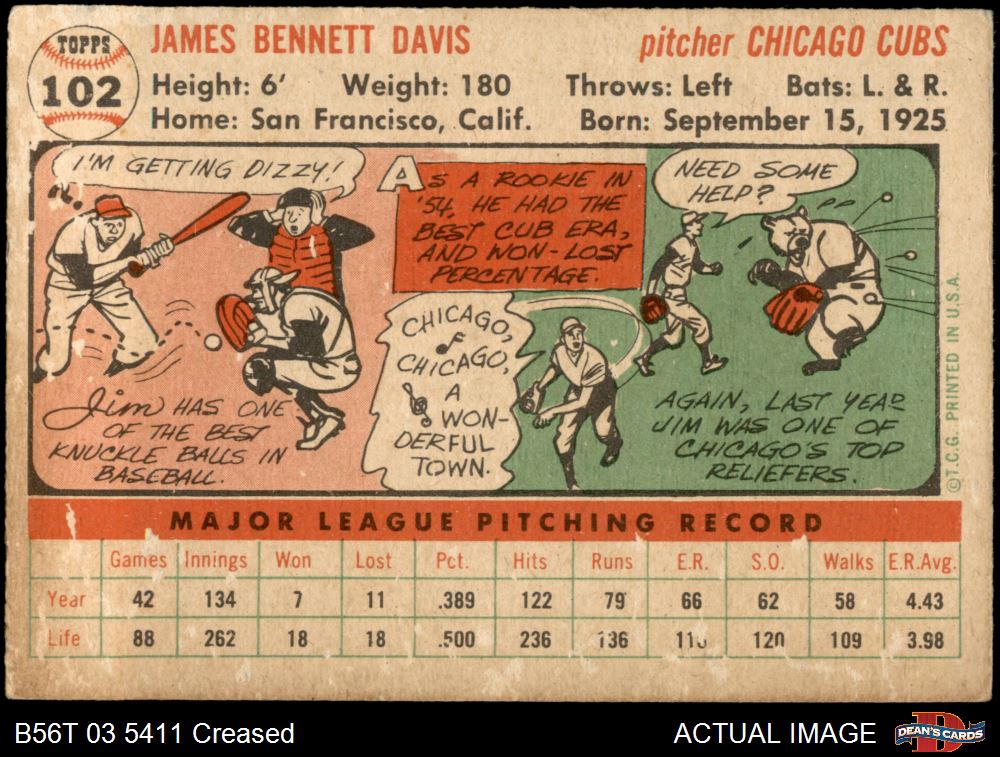 TOPPS
102
JAMES BENNETT DAVIS
pitcher CHICAGO CUBS
Height: 6' Weight: 180 Throws: Left Bats: L. & R.
Home: San Francisco, Calif. Born: September 15, 1925
I'M GETTING DIZZY!
Jim HAS ONE
OF THE BEST
KNUCKLE BALLS IN
BASEBALL.
AS A ROOKIE IN
'54, HE HAD THE
BEST CUB ERA,
AND WON-LOST
PERCENTAGE.
CHICAGO,
CHICAGO,
A
WON-
DERFUL
TOWN.
NEED SOME
HELP?
AGAIN, LAST YEAR
JIM WAS ONE OF
CHICAGO'S TOP
RELIEFERS.
©T.C.G. PRINTED IN U.S.A.
MAJOR LEAGUE PITCHING RECORD
Games Innings Won Lost Pct. Hits Runs E.R. S.O. Walks E.R.Avg.
Year 42 134 7 11 .389 122 79 66 62 58 4.43
Life 88 262 18 18 .500 236 136 120 109 3.98
B56T 03 5411 Creased
ACTUAL IMAGE
DEAN'S CARDS